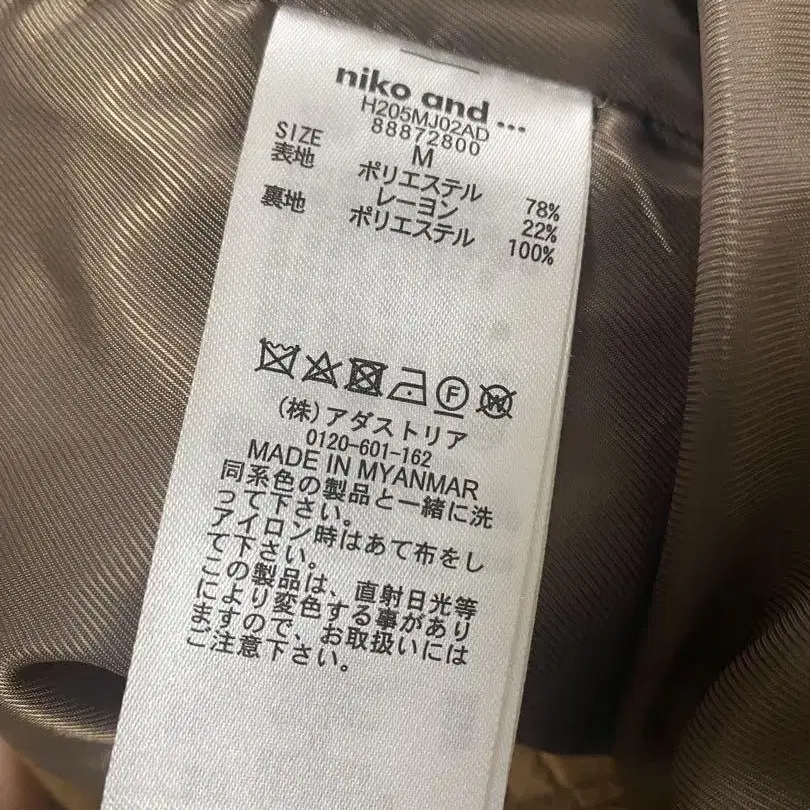 niko and ...
H205MJ02AD
88872800
SIZE M
表地 ポリエステル 78%
レーヨン 22%
裏地 ポリエステル 100%
F
W
(株)アダストリア
0120-601-162
MADE IN MYANMAR
同系色の製品と一緒に洗
って下さい。
アイロン時はあて布をし
て下さい。
この製品は、直射日光等
により変色する事があり
ますので、お取扱いには
ご注意下さい。